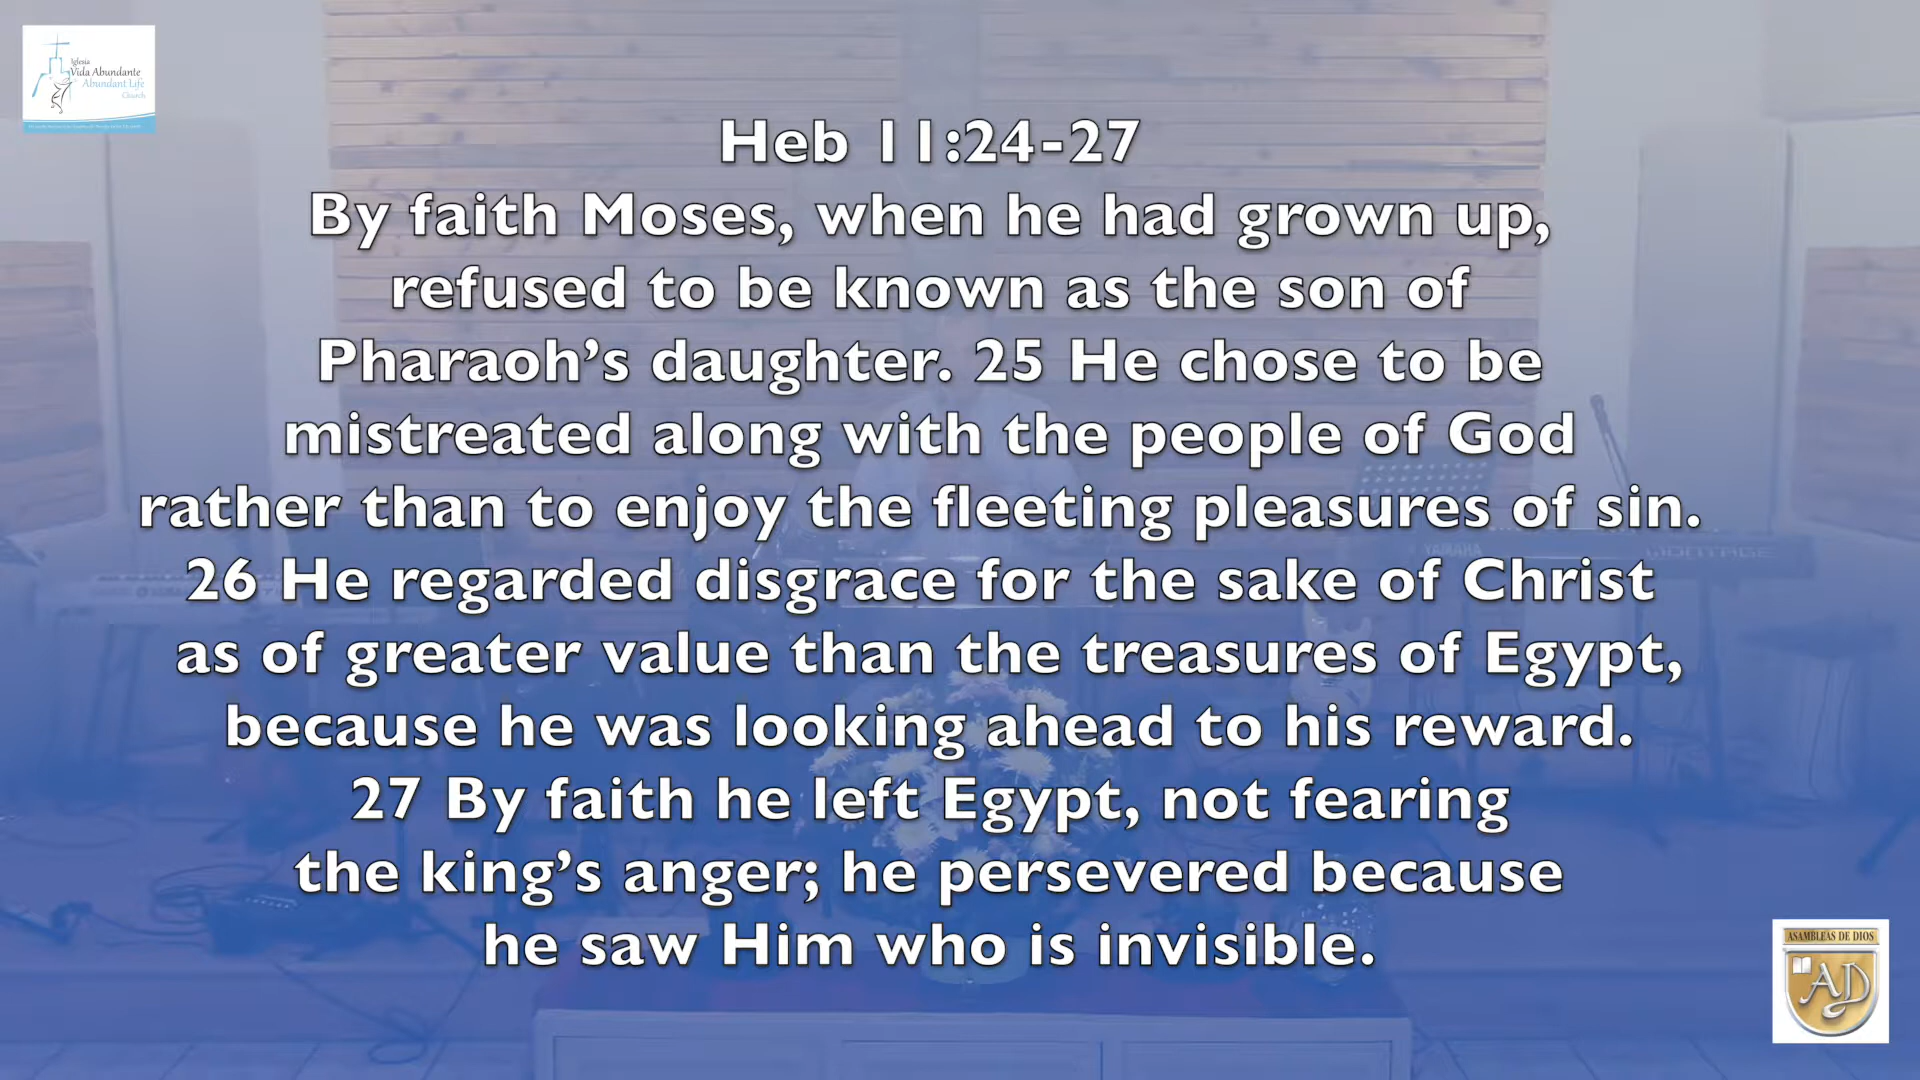 Iglesia
Vida Abundante
Abundant Life
Church
Heb 11:24-27
By faith Moses, when he had grown up,
refused to be known as the son of
Pharaoh’s daughter. 25 He chose to be
mistreated along with the people of God
rather than to enjoy the fleeting pleasures of sin.
26 He regarded disgrace for the sake of Christ
as of greater value than the treasures of Egypt,
because he was looking ahead to his reward.
27 By faith he left Egypt, not fearing
the king’s anger; he persevered because
he saw Him who is invisible.
YAMAHA
MONTAGE
ASAMBLEAS DE DIOS
AD